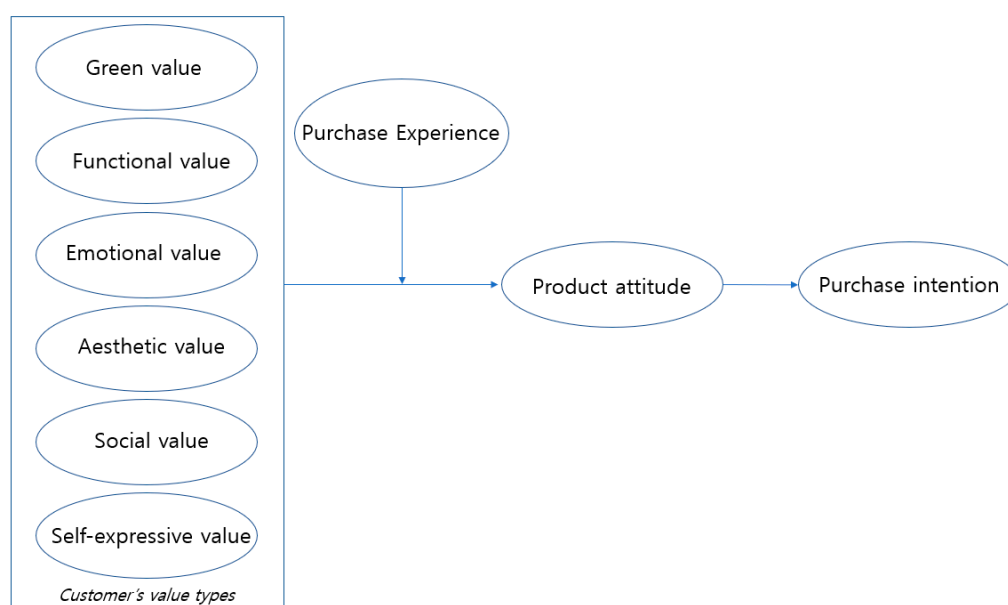 Green value
Functional value
Emotional value
Aesthetic value
Social value
Self-expressive value
Customer's value types
Purchase Experience
Product attitude
Purchase intention